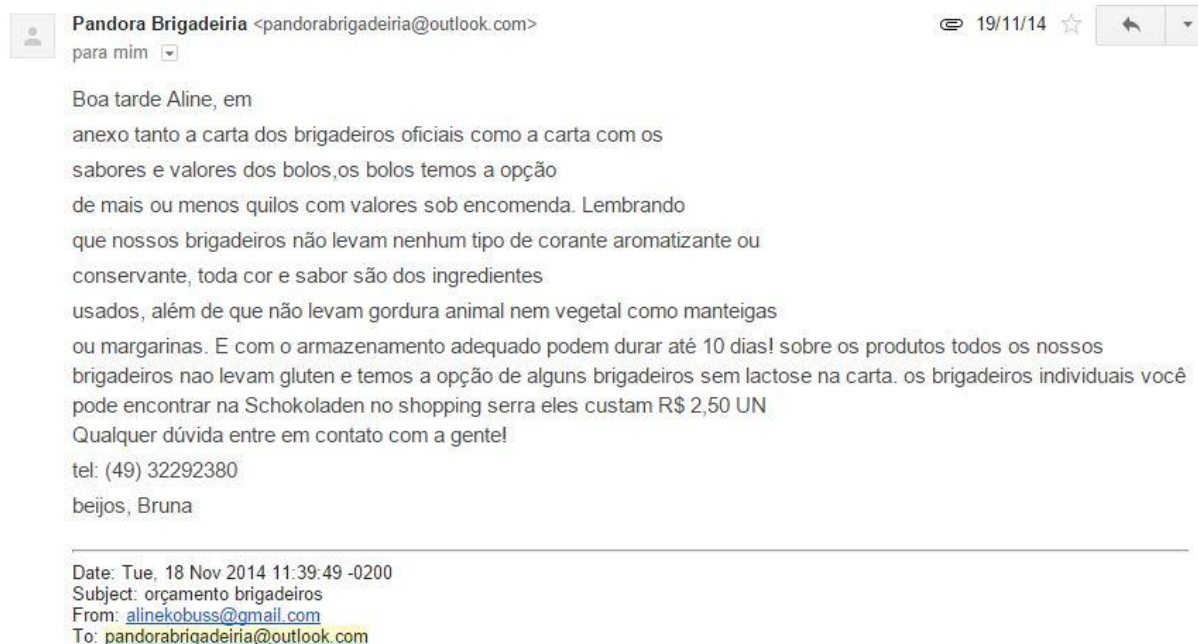 Pandora Brigadeiria <pandorabrigadeiria@outlook.com> 19/11/14
para mim
Boa tarde Aline, em
anexo tanto a carta dos brigadeiros oficiais como a carta com os
sabores e valores dos bolos,os bolos temos a opção
de mais ou menos quilos com valores sob encomenda. Lembrando
que nossos brigadeiros não levam nenhum tipo de corante aromatizante ou
conservante, toda cor e sabor são dos ingredientes
usados, além de que não levam gordura animal nem vegetal como manteigas
ou margarinas. E com o armazenamento adequado podem durar até 10 dias! sobre os produtos todos os nossos
brigadeiros nao levam gluten e temos a opção de alguns brigadeiros sem lactose na carta. os brigadeiros individuais você
pode encontrar na Schokoladen no shopping serra eles custam R$ 2,50 UN
Qualquer dúvida entre em contato com a gente!
tel: (49) 32292380
beijos, Bruna
Date: Tue, 18 Nov 2014 11:39:49 -0200
Subject: orçamento brigadeiros
From: alinekobuss@gmail.com
To: pandorabrigadeiria@outlook.com